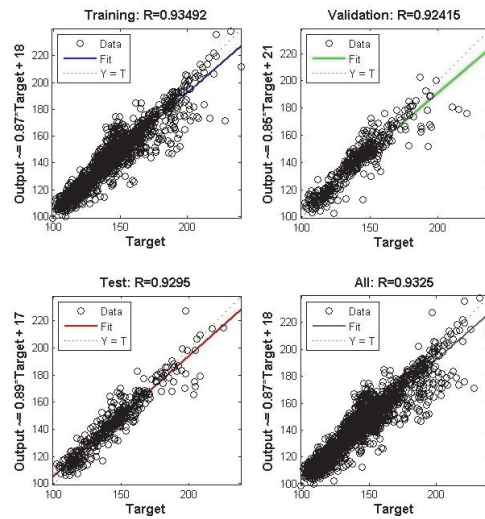 Training: R=0.93492
Output ~= 0.87*Target + 18
220
200
180
160
140
120
100
Data
Fit
Y = T
100 150 200
Target
Validation: R=0.92415
Output ~= 0.85*Target + 21
220
200
180
160
140
120
100
Data
Fit
Y = T
100 150 200
Target
Test: R=0.9295
Output ~= 0.89*Target + 17
220
200
180
160
140
120
100
Data
Fit
Y = T
100 150 200
Target
All: R=0.9325
Output ~= 0.87*Target + 18
220
200
180
160
140
120
100
Data
Fit
Y = T
100 150 200
Target